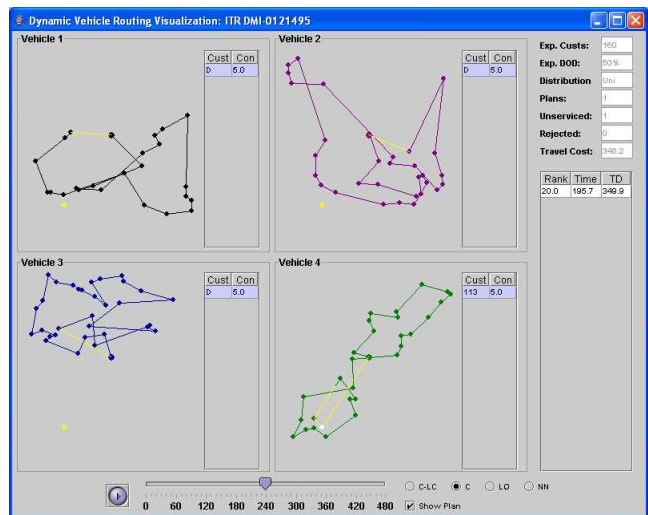 Dynamic Vehicle Routing Visualization: ITR DMI-0121495
Vehicle 1
Cust Con
D 5.0
Vehicle 2
Cust Con
D 5.0
Exp. Custs: 160
Exp. DOD: 50%
Distribution Uni
Plans: 1
Unserviced: 1
Rejected: 0
Travel Cost: 348.2
Rank Time TD
20.0 195.7 349.9
Vehicle 3
Cust Con
D 5.0
Vehicle 4
Cust Con
113 5.0
0 60 120 180 240 300 360 420 480
C-LC C LO NN
Show Plan